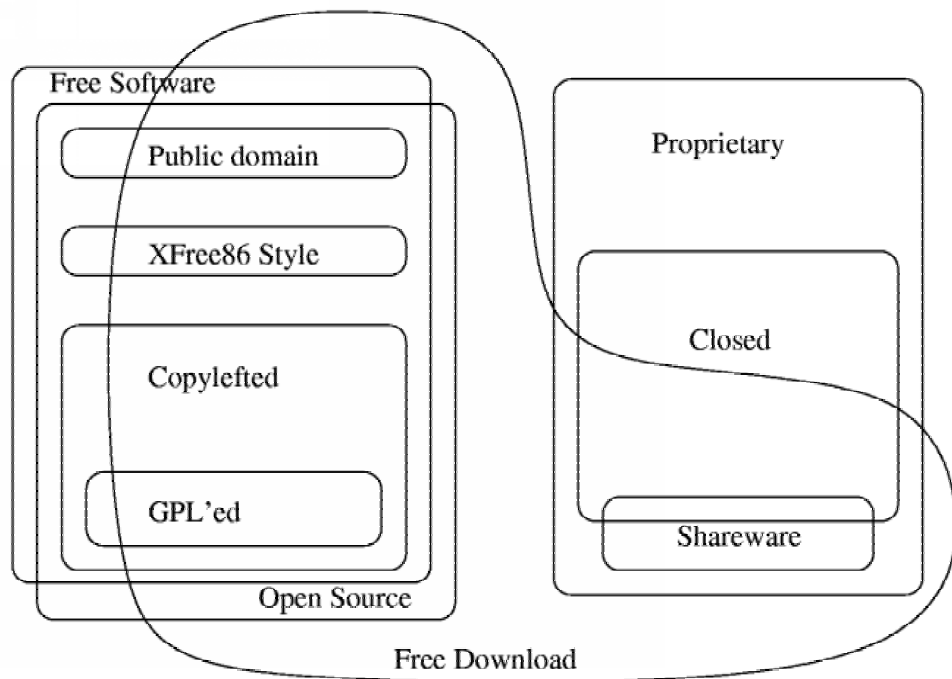 Free Software
Public domain
XFree86 Style
Copylefted
GPL'ed
Open Source
Proprietary
Closed
Shareware
Free Download